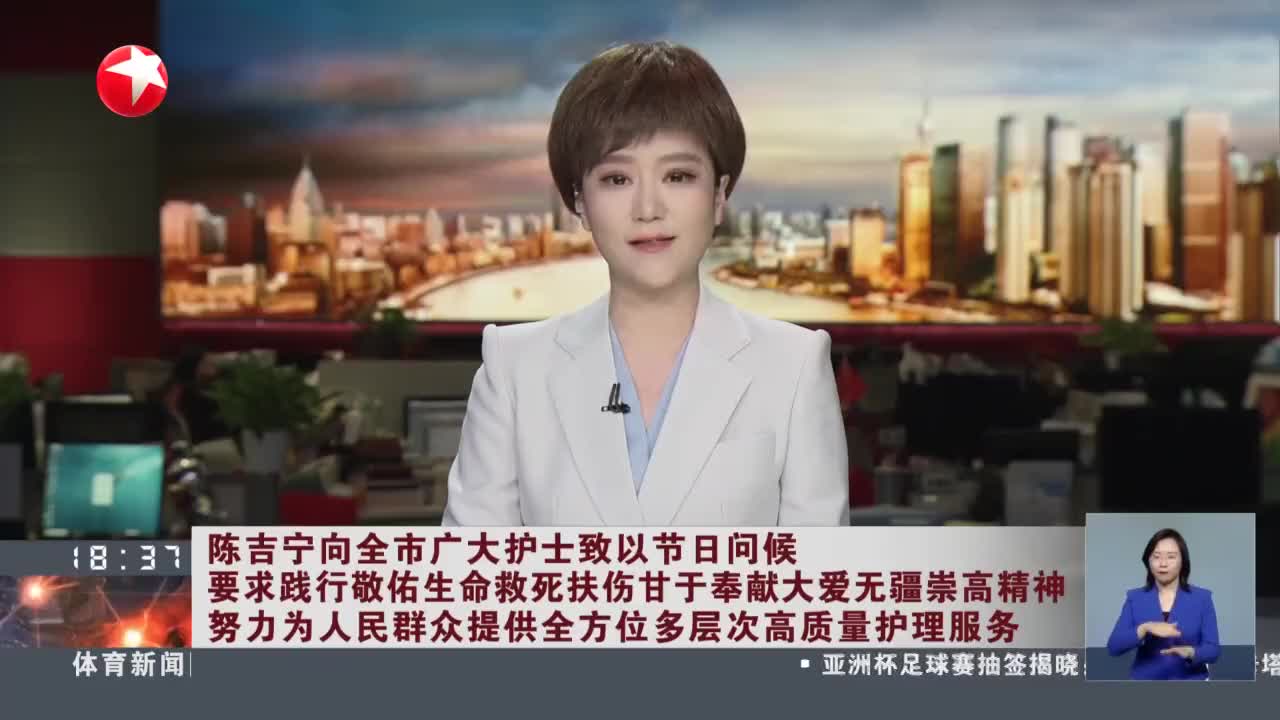 18:37
陈吉宁向全市广大护士致以节日问候
要求践行敬佑生命救死扶伤甘于奉献大爱无疆崇高精神
努力为人民群众提供全方位多层次高质量护理服务
体育新闻
▪ 亚洲杯足球赛抽签揭晓
塔